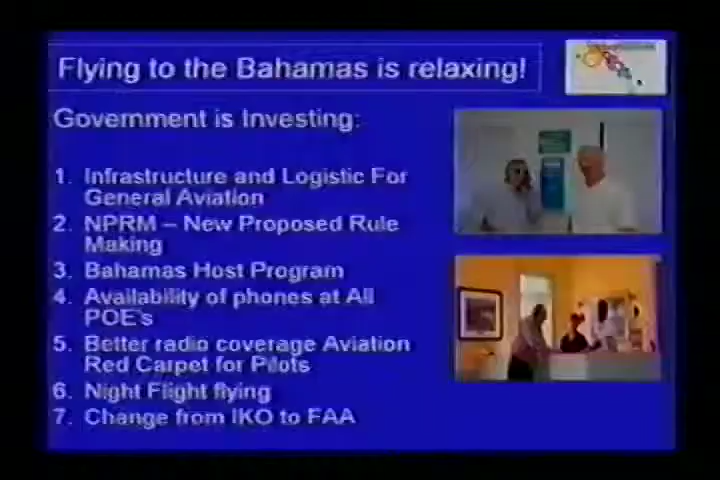 Flying to the Bahamas is relaxing!
Government is Investing:
1. Infrastructure and Logistic For
General Aviation
2. NPRM – New Proposed Rule
Making
3. Bahamas Host Program
4. Availability of phones at All
POE's
5. Better radio coverage Aviation
Red Carpet for Pilots
6. Night Flight flying
7. Change from IKO to FAA